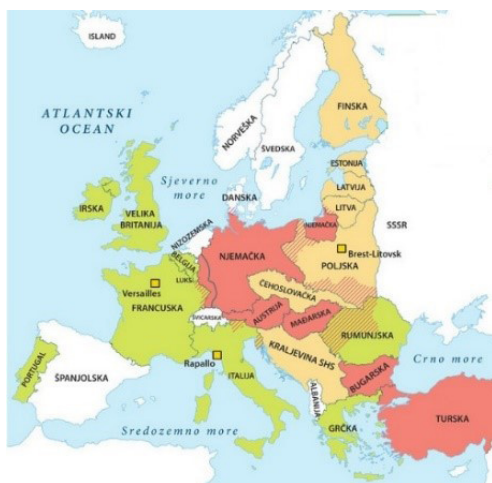 ISLAND
FINSKA
NORVEŠKA
ŠVEDSKA
ATLANTSKI
OCEAN
ESTONIJA
Sjeverno
more
LATVIJA
DANSKA
LITVA
IRSKA
VELIKA
BRITANIJA
NJEMAČKA
SSSR
NIZOZEMSKA
Brest-Litovsk
NJEMAČKA
POLJSKA
BELGIJA
LUKS.
ČEHOSLOVAČKA
Versailles
FRANCUSKA
AUSTRIJA
MAĐARSKA
ŠVICARSKA
RUMUNJSKA
Rapallo
KRALJEVINA SHS
Crno more
PORTUGAL
ŠPANJOLSKA
ITALIJA
BUGARSKA
ALBANIJA
TURSKA
Sredozemno more
GRČKA